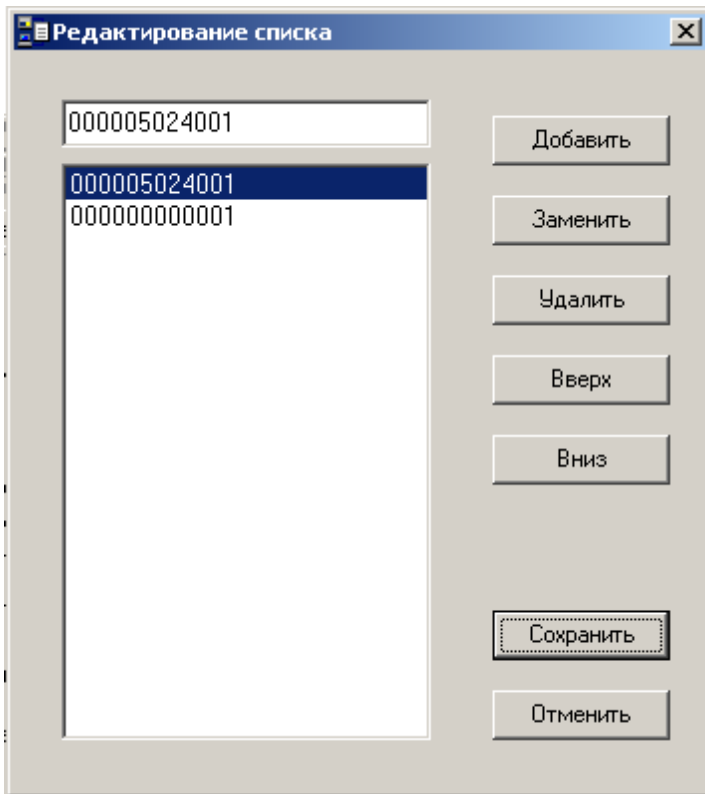 Редактирование списка
000005024001
Добавить
000005024001
000000000001
Заменить
Удалить
Вверх
Вниз
Сохранить
Отменить